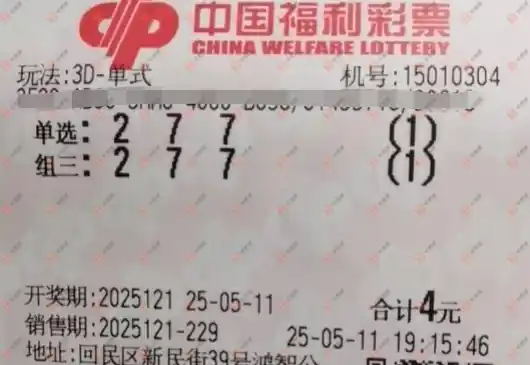 中国福利彩票
CHINA WELFARE LOTTERY
玩法:3D-单式 机号:15010304
单选: 2 7 7 (1)
组三: 2 7 7 (1)
开奖期:2025121 25-05-11 合计4元
销售期:2025121-229 25-05-11 19:15:46
地址:回民区新民街39号鸿智公